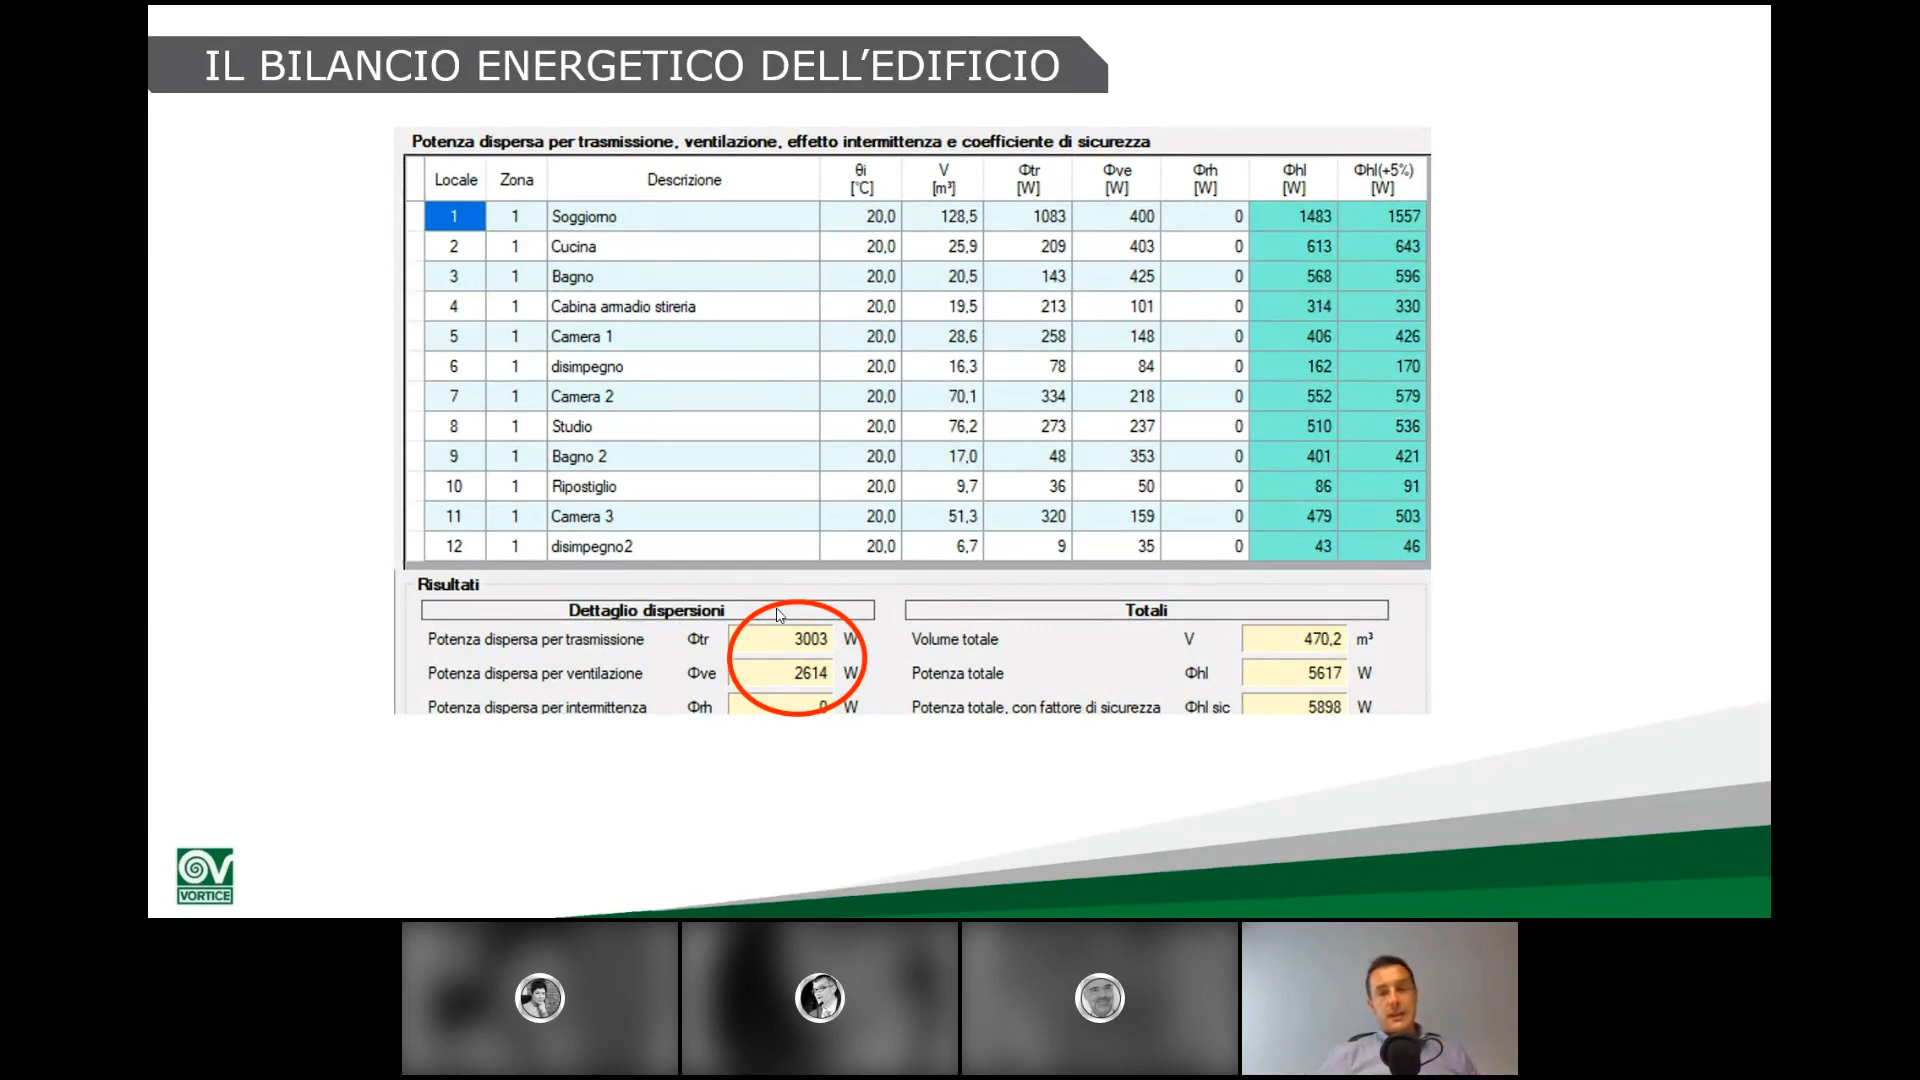 IL BILANCIO ENERGETICO DELL’EDIFICIO
Potenza dispersa per trasmissione, ventilazione, effetto intermittenza e coefficiente di sicurezza
Locale Zona Descrizione θi [°C] V [m³] Φtr [W] Φve [W] Φrh [W] Φhl [W] Φhl(+5%) [W]
1 1 Soggiorno 20,0 128,5 1083 400 0 1483 1557
2 1 Cucina 20,0 25,9 209 403 0 613 643
3 1 Bagno 20,0 20,5 143 425 0 568 596
4 1 Cabina armadio stireria 20,0 19,5 213 101 0 314 330
5 1 Camera 1 20,0 28,6 258 148 0 406 426
6 1 disimpegno 20,0 16,3 78 84 0 162 170
7 1 Camera 2 20,0 70,1 334 218 0 552 579
8 1 Studio 20,0 76,2 273 237 0 510 536
9 1 Bagno 2 20,0 17,0 48 353 0 401 421
10 1 Ripostiglio 20,0 9,7 36 50 0 86 91
11 1 Camera 3 20,0 51,3 320 159 0 479 503
12 1 disimpegno2 20,0 6,7 9 35 0 43 46
Risultati
Dettaglio dispersioni Totali
Potenza dispersa per trasmissione Φtr 3003 W Volume totale V 470,2 m³
Potenza dispersa per ventilazione Φve 2614 W Potenza totale Φhl 5617 W
Potenza dispersa per intermittenza Φrh 0 W Potenza totale, con fattore di sicurezza Φhl sic 5898 W
VORTICE